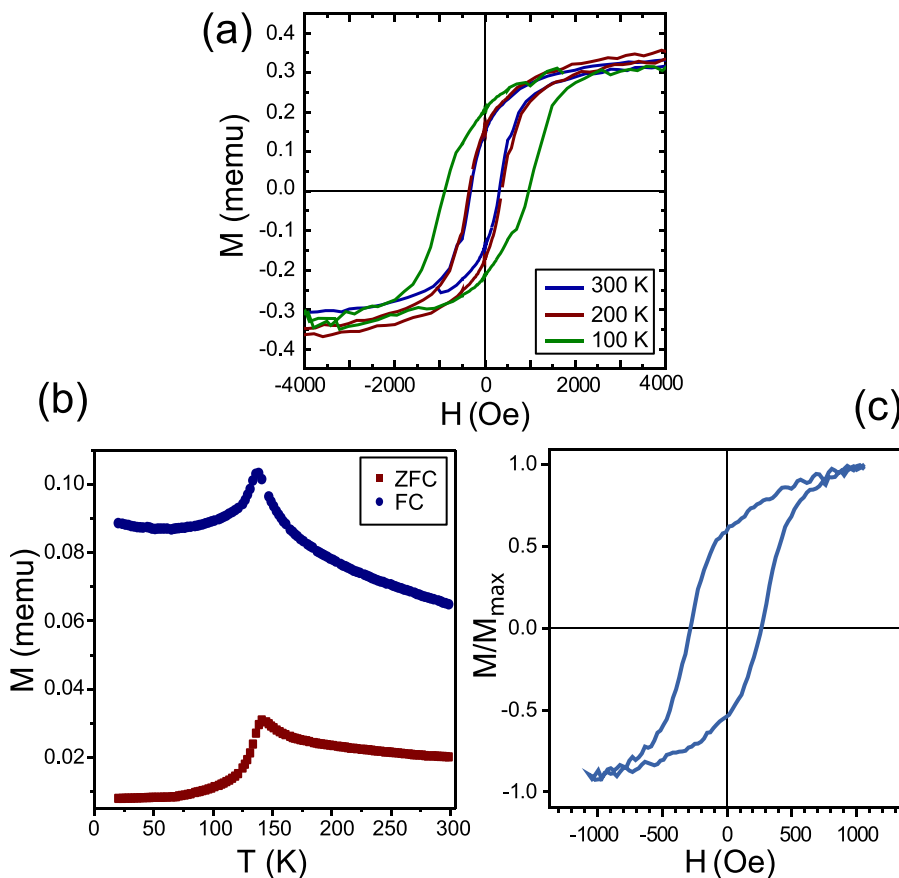 (a)
M (memu)
0.4
0.3
0.2
0.1
0.0
-0.1
-0.2
-0.3
-0.4
300 K
200 K
100 K
-4000 -2000 0 2000 4000
H (Oe)
(b)
M (memu)
0.10
0.08
0.06
0.04
0.02
ZFC
FC
0 50 100 150 200 250 300
T (K)
(c)
M/Mmax
1.0
0.5
0.0
-0.5
-1.0
-1000 -500 0 500 1000
H (Oe)